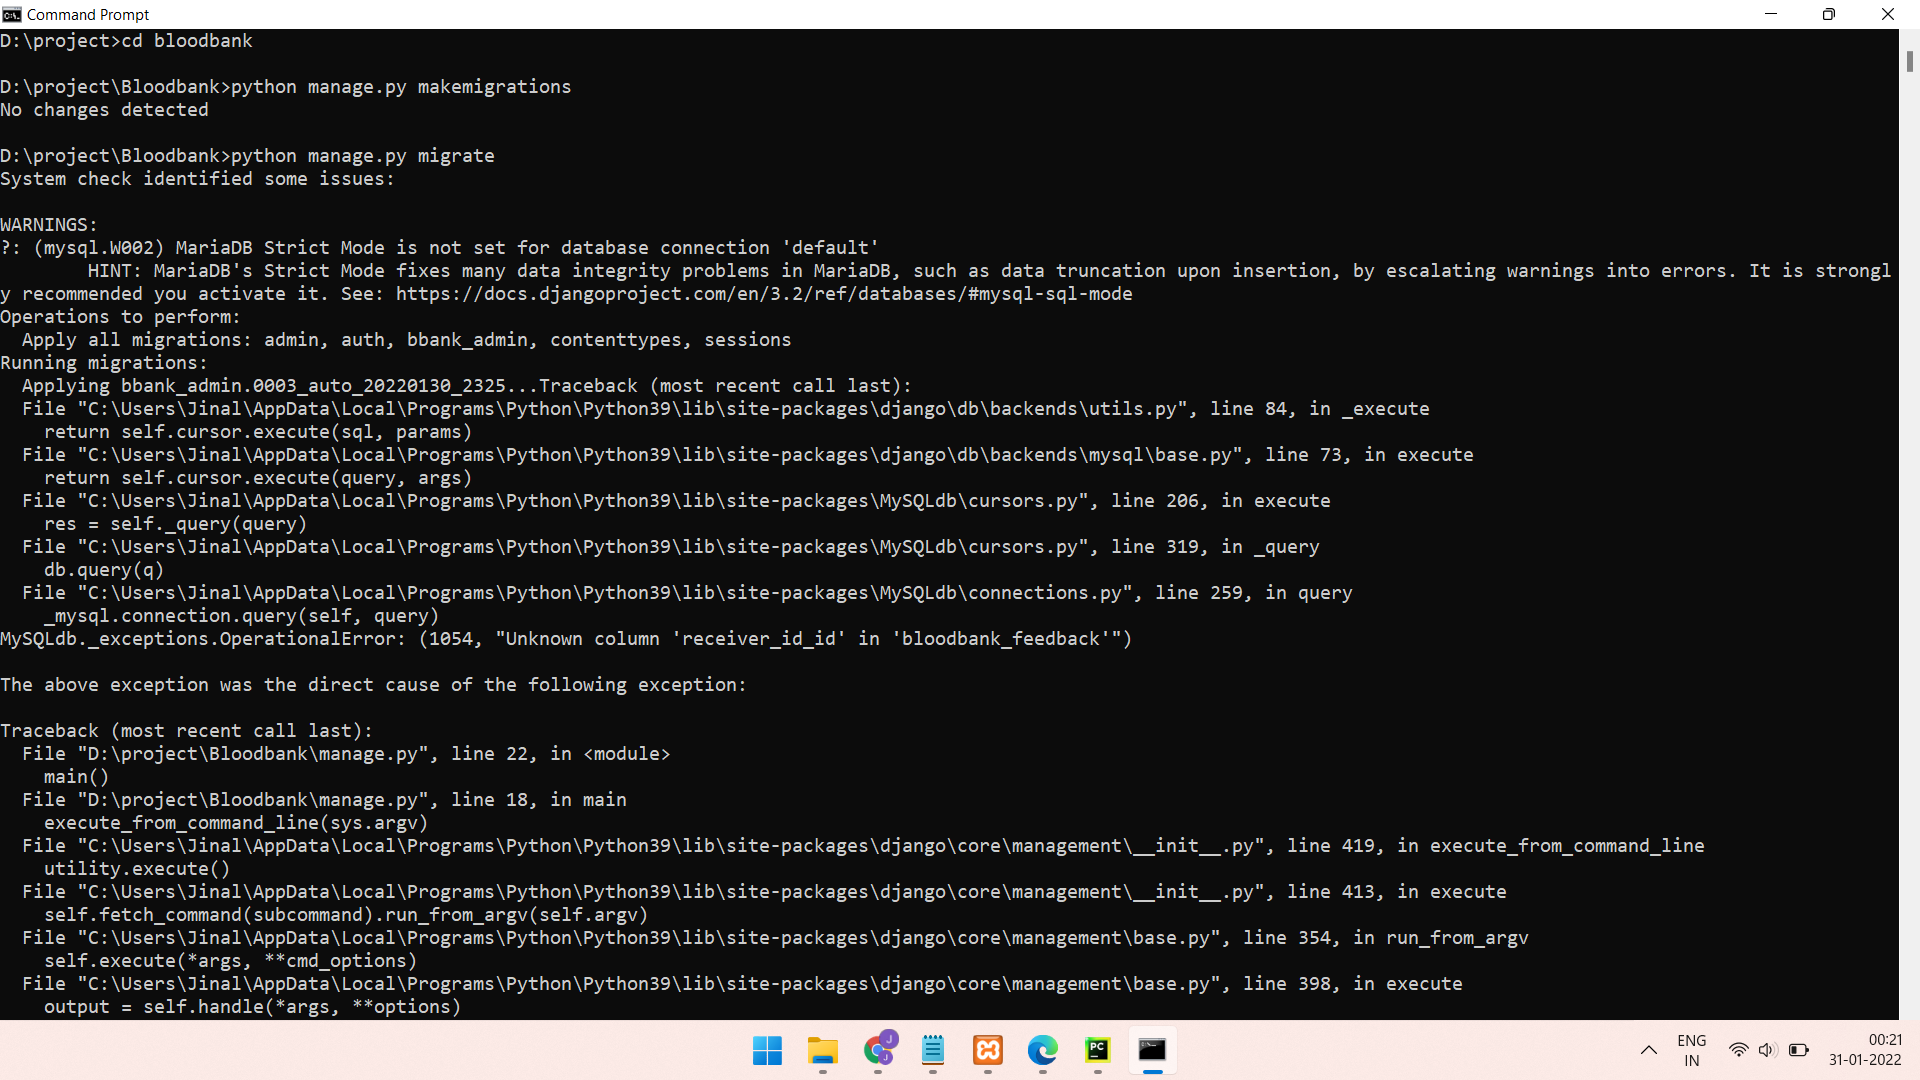 Command Prompt
D:\project>cd bloodbank
D:\project\Bloodbank>python manage.py makemigrations
No changes detected
D:\project\Bloodbank>python manage.py migrate
System check identified some issues:
WARNINGS:
?: (mysql.W002) MariaDB Strict Mode is not set for database connection 'default'
        HINT: MariaDB's Strict Mode fixes many data integrity problems in MariaDB, such as data truncation upon insertion, by escalating warnings into errors. It is strongl
y recommended you activate it. See: https://docs.djangoproject.com/en/3.2/ref/databases/#mysql-sql-mode
Operations to perform:
  Apply all migrations: admin, auth, bbank_admin, contenttypes, sessions
Running migrations:
  Applying bbank_admin.0003_auto_20220130_2325...Traceback (most recent call last):
  File "C:\Users\Jinal\AppData\Local\Programs\Python\Python39\lib\site-packages\django\db\backends\utils.py", line 84, in _execute
    return self.cursor.execute(sql, params)
  File "C:\Users\Jinal\AppData\Local\Programs\Python\Python39\lib\site-packages\django\db\backends\mysql\base.py", line 73, in execute
    return self.cursor.execute(query, args)
  File "C:\Users\Jinal\AppData\Local\Programs\Python\Python39\lib\site-packages\MySQLdb\cursors.py", line 206, in execute
    res = self._query(query)
  File "C:\Users\Jinal\AppData\Local\Programs\Python\Python39\lib\site-packages\MySQLdb\cursors.py", line 319, in _query
    db.query(q)
  File "C:\Users\Jinal\AppData\Local\Programs\Python\Python39\lib\site-packages\MySQLdb\connections.py", line 259, in query
    _mysql.connection.query(self, query)
MySQLdb._exceptions.OperationalError: (1054, "Unknown column 'receiver_id_id' in 'bloodbank_feedback'")
The above exception was the direct cause of the following exception:
Traceback (most recent call last):
  File "D:\project\Bloodbank\manage.py", line 22, in <module>
    main()
  File "D:\project\Bloodbank\manage.py", line 18, in main
    execute_from_command_line(sys.argv)
  File "C:\Users\Jinal\AppData\Local\Programs\Python\Python39\lib\site-packages\django\core\management\__init__.py", line 419, in execute_from_command_line
    utility.execute()
  File "C:\Users\Jinal\AppData\Local\Programs\Python\Python39\lib\site-packages\django\core\management\__init__.py", line 413, in execute
    self.fetch_command(subcommand).run_from_argv(self.argv)
  File "C:\Users\Jinal\AppData\Local\Programs\Python\Python39\lib\site-packages\django\core\management\base.py", line 354, in run_from_argv
    self.execute(*args, **cmd_options)
  File "C:\Users\Jinal\AppData\Local\Programs\Python\Python39\lib\site-packages\django\core\management\base.py", line 398, in execute
    output = self.handle(*args, **options)
J
J
PC
ENG
IN
00:21
31-01-2022